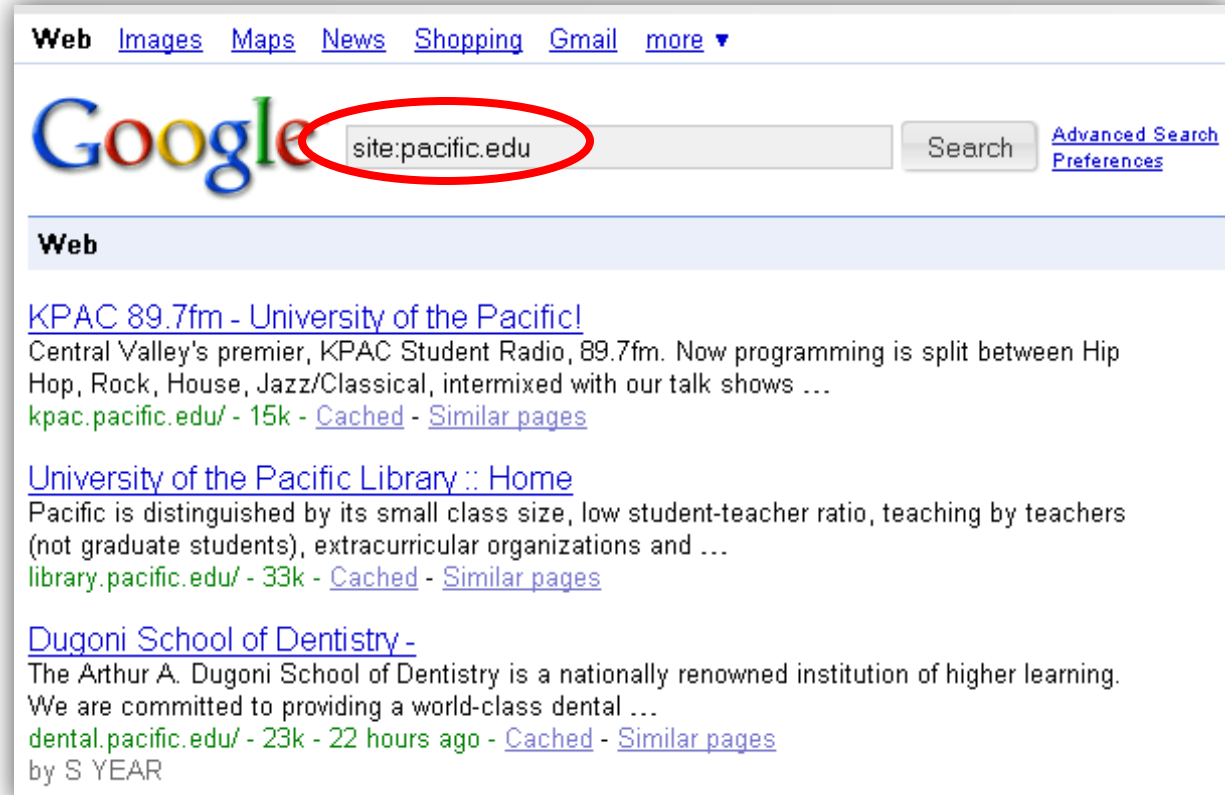 Web Images Maps News Shopping Gmail more ▼
Google site:pacific.edu Search Advanced Search
Preferences
Web
KPAC 89.7fm - University of the Pacific!
Central Valley's premier, KPAC Student Radio, 89.7fm. Now programming is split between Hip
Hop, Rock, House, Jazz/Classical, intermixed with our talk shows ...
kpac.pacific.edu/ - 15k - Cached - Similar pages
University of the Pacific Library :: Home
Pacific is distinguished by its small class size, low student-teacher ratio, teaching by teachers
(not graduate students), extracurricular organizations and ...
library.pacific.edu/ - 33k - Cached - Similar pages
Dugoni School of Dentistry -
The Arthur A. Dugoni School of Dentistry is a nationally renowned institution of higher learning.
We are committed to providing a world-class dental ...
dental.pacific.edu/ - 23k - 22 hours ago - Cached - Similar pages
by S YEAR